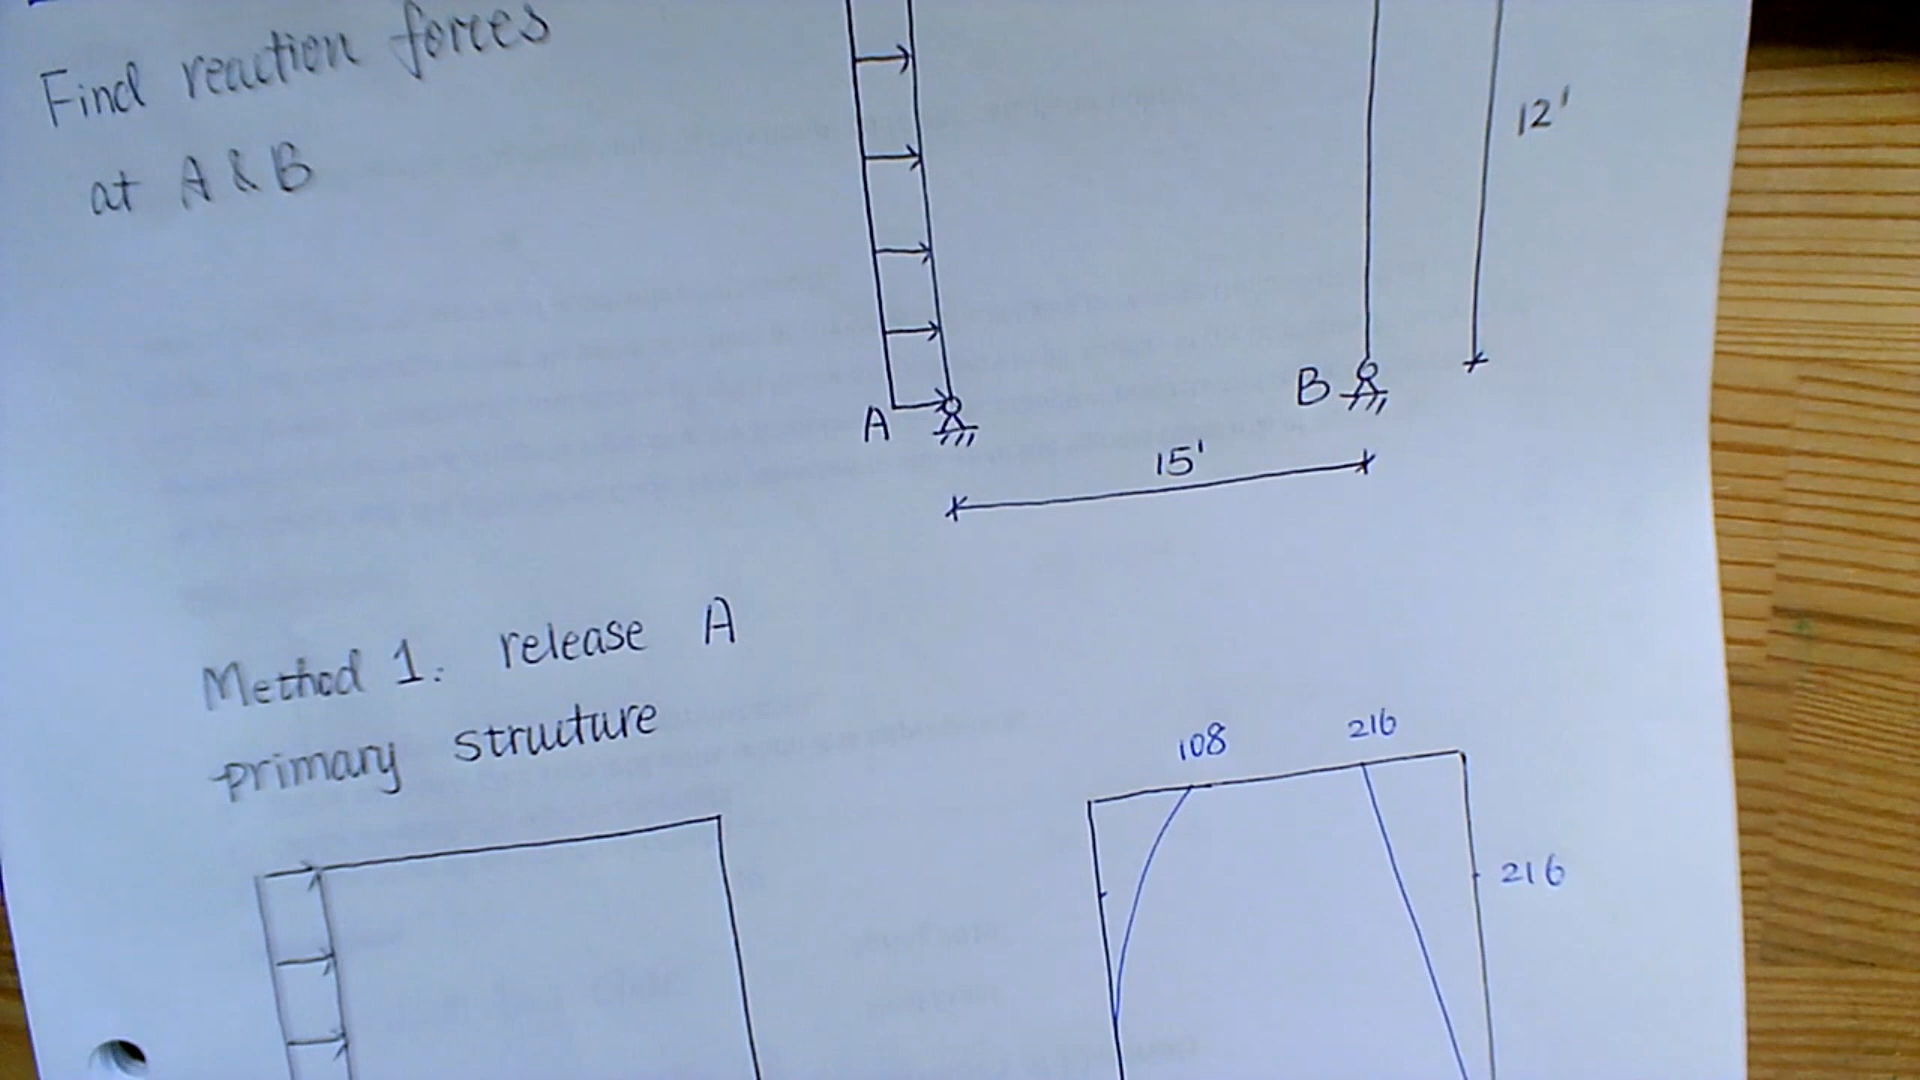 Find reaction forces
at A & B
12'
A
B
15'
Method 1: release A
primary structure
108
216
216